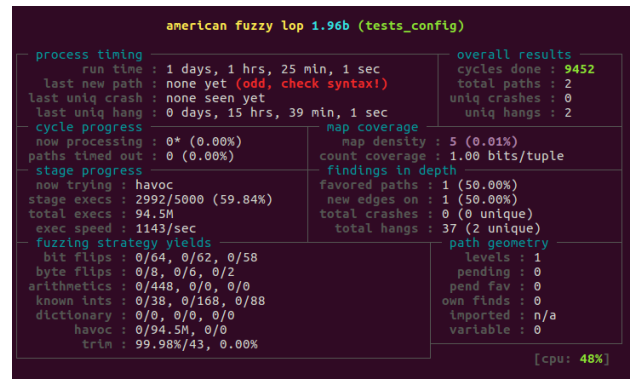 american fuzzy lop 1.96b (tests_config)
process timing overall results
run time : 1 days, 1 hrs, 25 min, 1 sec cycles done : 9452
last new path : none yet (odd, check syntax!) total paths : 2
last uniq crash : none seen yet uniq crashes : 0
last uniq hang : 0 days, 15 hrs, 39 min, 1 sec uniq hangs : 2
cycle progress map coverage
now processing : 0* (0.00%) map density : 5 (0.01%)
paths timed out : 0 (0.00%) count coverage : 1.00 bits/tuple
stage progress findings in depth
now trying : havoc favored paths : 1 (50.00%)
stage execs : 2992/5000 (59.84%) new edges on : 1 (50.00%)
total execs : 94.5M total crashes : 0 (0 unique)
exec speed : 1143/sec total hangs : 37 (2 unique)
fuzzing strategy yields path geometry
bit flips : 0/64, 0/62, 0/58 levels : 1
byte flips : 0/8, 0/6, 0/2 pending : 0
arithmetics : 0/448, 0/0, 0/0 pend fav : 0
known ints : 0/38, 0/168, 0/88 own finds : 0
dictionary : 0/0, 0/0, 0/0 imported : n/a
havoc : 0/94.5M, 0/0 variable : 0
trim : 99.98%/43, 0.00%
[cpu: 48%]